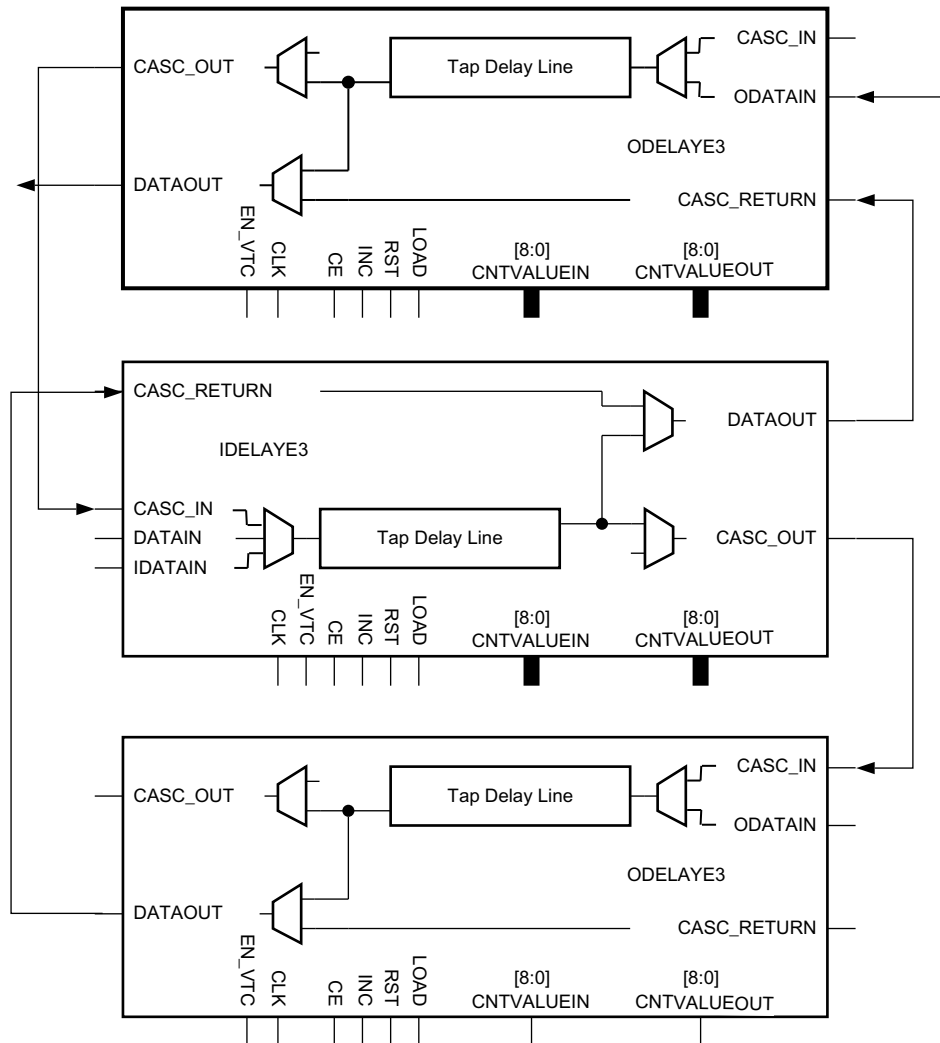 CASC_OUT
Tap Delay Line
CASC_IN
ODATAIN
ODELAYE3
DATAOUT
CASC_RETURN
EN_VTC
CLK
CE
INC
RST
LOAD
[8:0]
CNTVALUEIN
[8:0]
CNTVALUEOUT
CASC_RETURN
DATAOUT
IDELAYE3
CASC_IN
DATAIN
IDATAIN
Tap Delay Line
CASC_OUT
CLK
EN_VTC
CE
INC
RST
LOAD
[8:0]
CNTVALUEIN
[8:0]
CNTVALUEOUT
CASC_OUT
Tap Delay Line
CASC_IN
ODATAIN
ODELAYE3
DATAOUT
CASC_RETURN
EN_VTC
CLK
CE
INC
RST
LOAD
[8:0]
CNTVALUEIN
[8:0]
CNTVALUEOUT